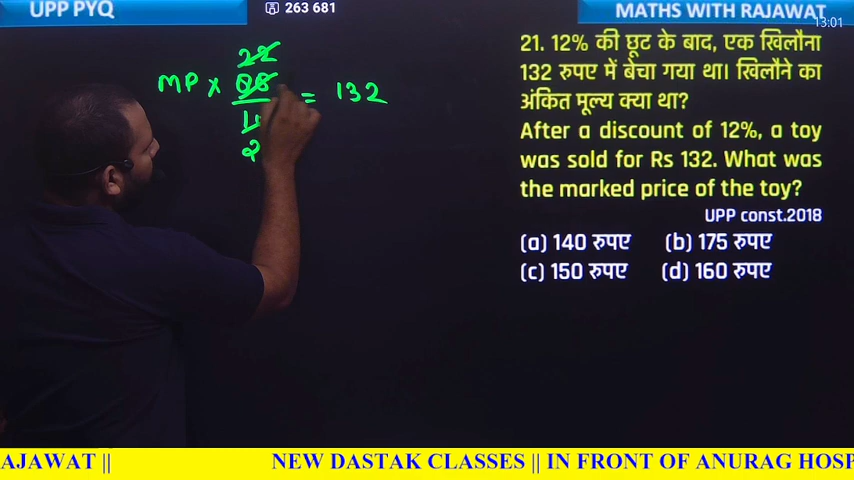 UPP PYQ
263 681
MATHS WITH RAJAWAT
13:01
22
MP × 88 = 132
2
21. 12% की छूट के बाद, एक खिलौना
132 रुपए में बेचा गया था। खिलौने का
अंकित मूल्य क्या था?
After a discount of 12%, a toy
was sold for Rs 132. What was
the marked price of the toy?
UPP const.2018
(a) 140 रुपए (b) 175 रुपए
(c) 150 रुपए (d) 160 रुपए
AJAWAT || NEW DASTAK CLASSES || IN FRONT OF ANURAG HOSP